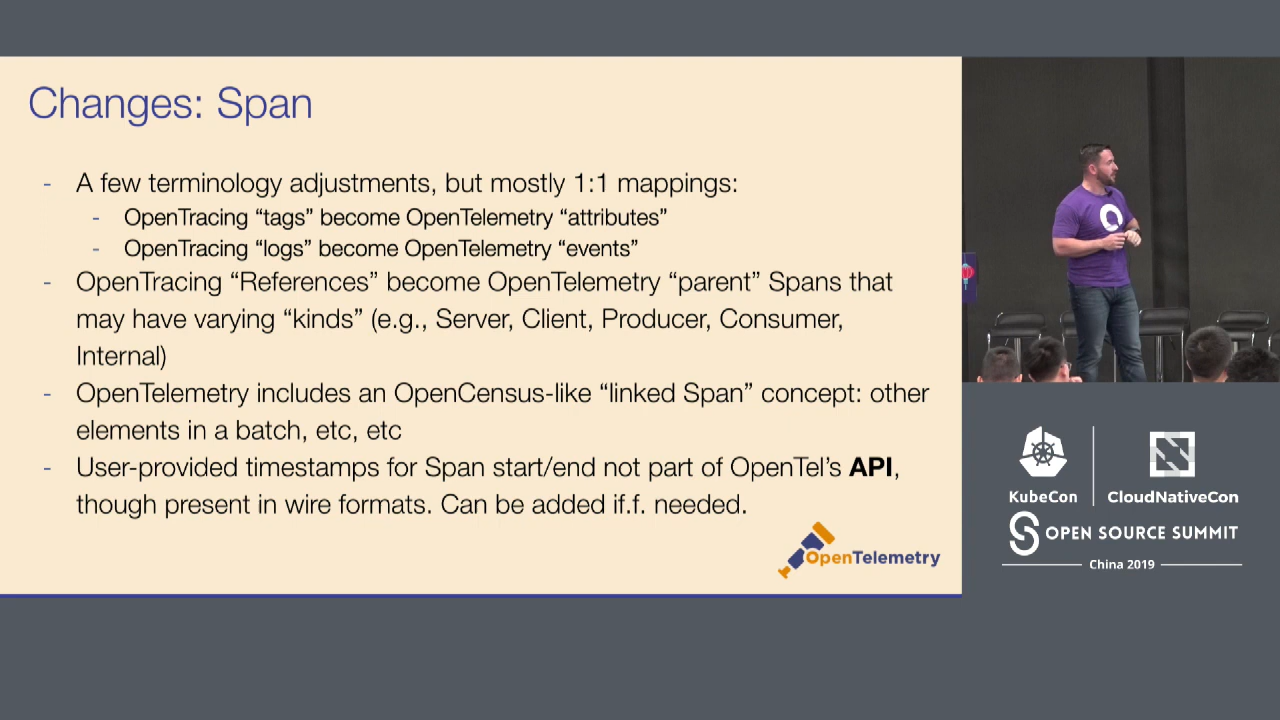 Changes: Span
- A few terminology adjustments, but mostly 1:1 mappings:
- OpenTracing “tags” become OpenTelemetry “attributes”
- OpenTracing “logs” become OpenTelemetry “events”
- OpenTracing “References” become OpenTelemetry “parent” Spans that
may have varying “kinds” (e.g., Server, Client, Producer, Consumer,
Internal)
- OpenTelemetry includes an OpenCensus-like “linked Span” concept: other
elements in a batch, etc, etc
- User-provided timestamps for Span start/end not part of OpenTel’s API,
though present in wire formats. Can be added if.f. needed.
OpenTelemetry
KubeCon
CloudNativeCon
OPEN SOURCE SUMMIT
China 2019